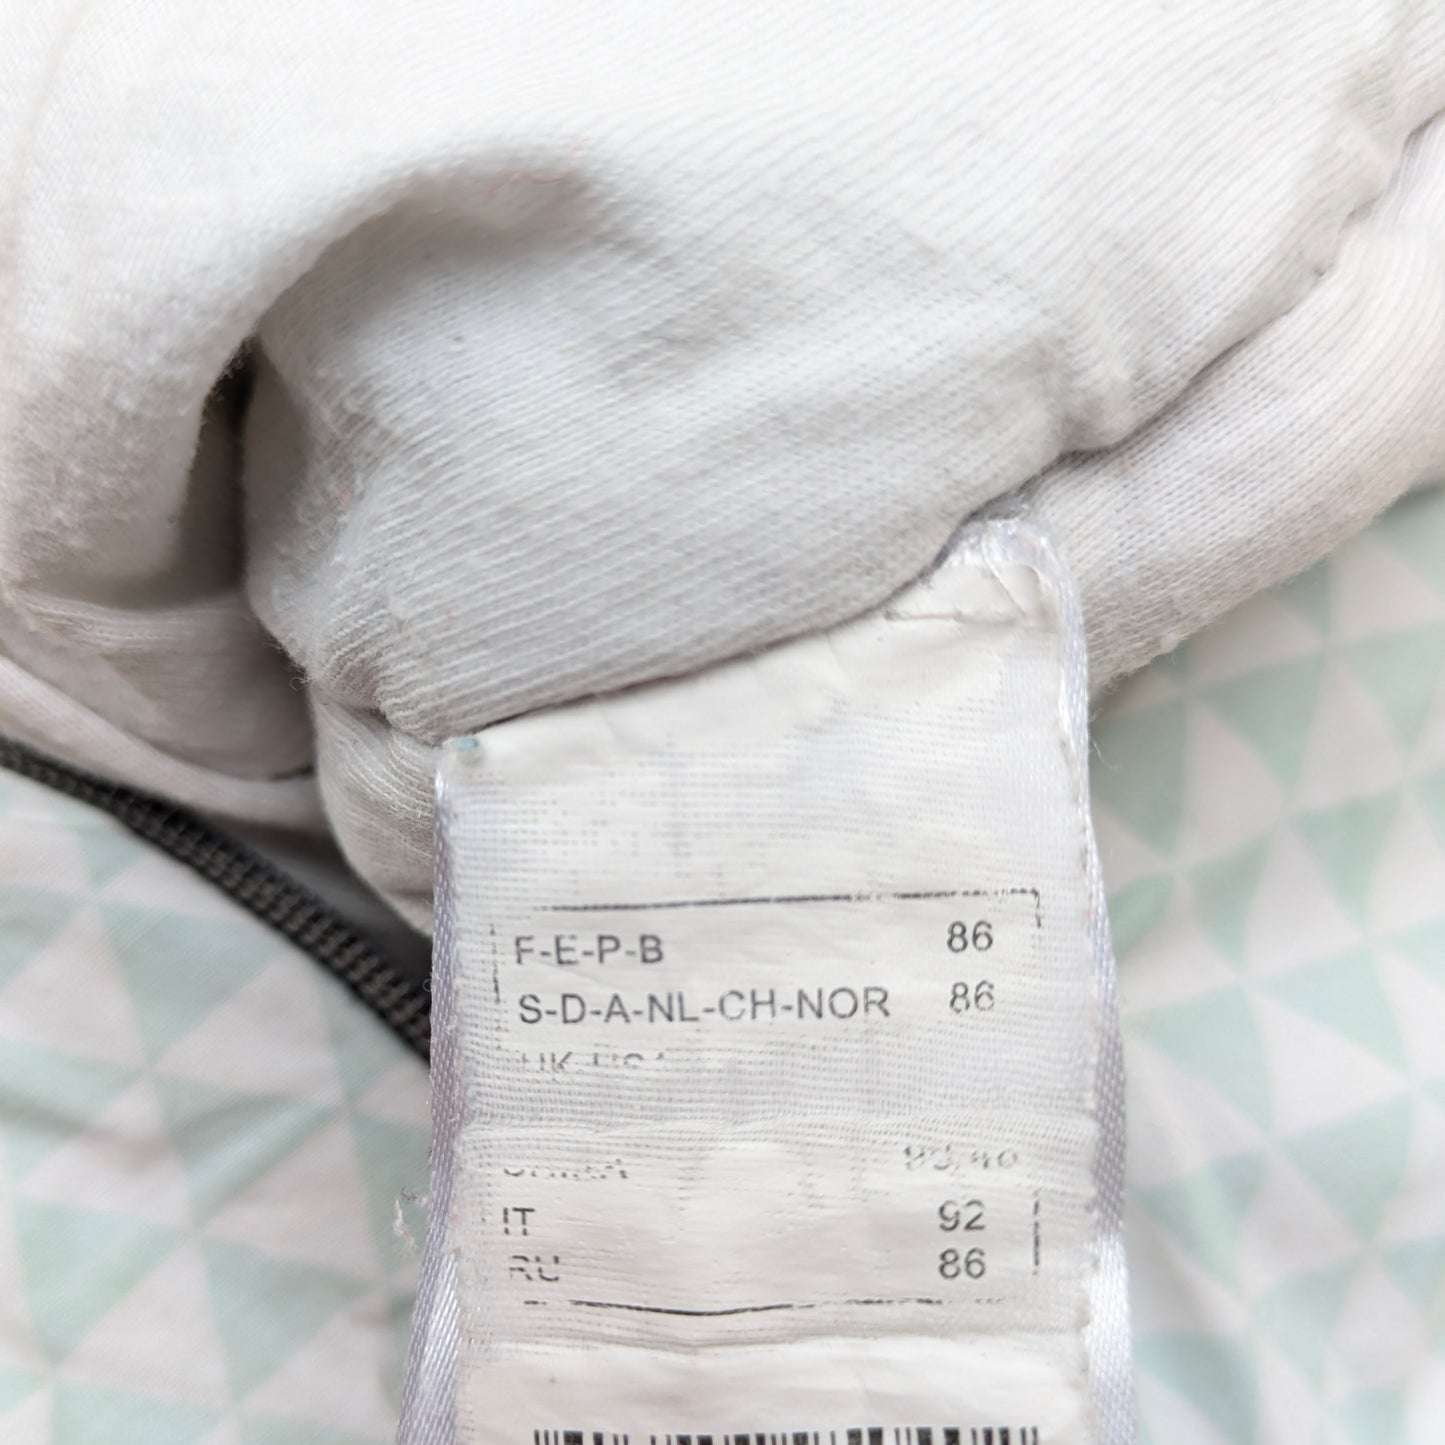 F-E-P-B 86
S-D-A-NL-CH-NOR 86
IT 92
RU 86